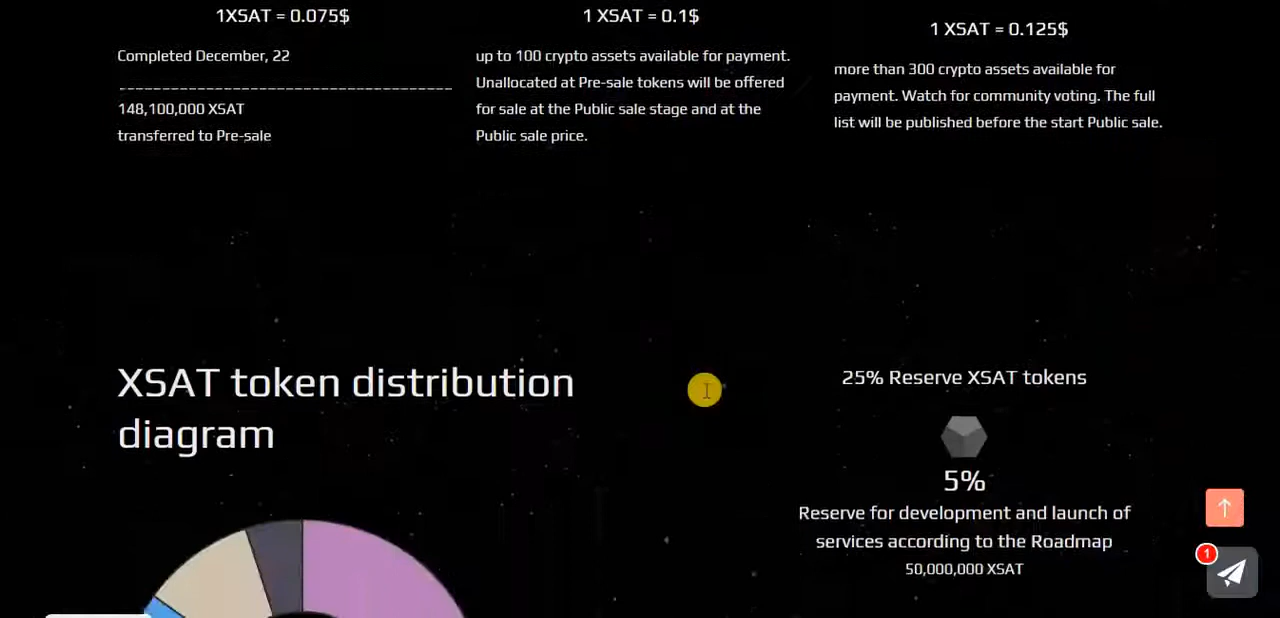 1XSAT = 0.075$
Completed December, 22
148,100,000 XSAT
transferred to Pre-sale
1 XSAT = 0.1$
up to 100 crypto assets available for payment.
Unallocated at Pre-sale tokens will be offered
for sale at the Public sale stage and at the
Public sale price.
1 XSAT = 0.125$
more than 300 crypto assets available for
payment. Watch for community voting. The full
list will be published before the start Public sale.
XSAT token distribution
diagram
25% Reserve XSAT tokens
5%
Reserve for development and launch of
services according to the Roadmap
50,000,000 XSAT
1